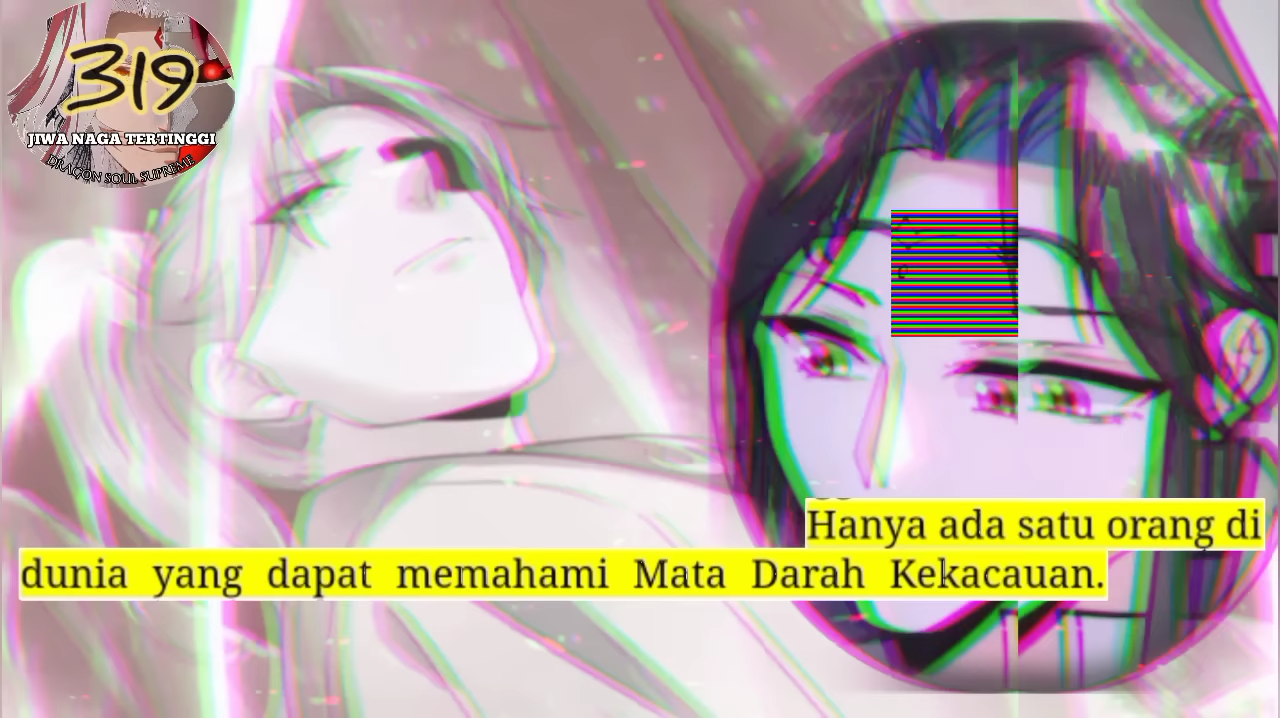 319
JIWA NAGA TERTINGGI
DRAGON SOUL SUPREME
Hanya ada satu orang di
dunia yang dapat memahami Mata Darah Kekacauan.